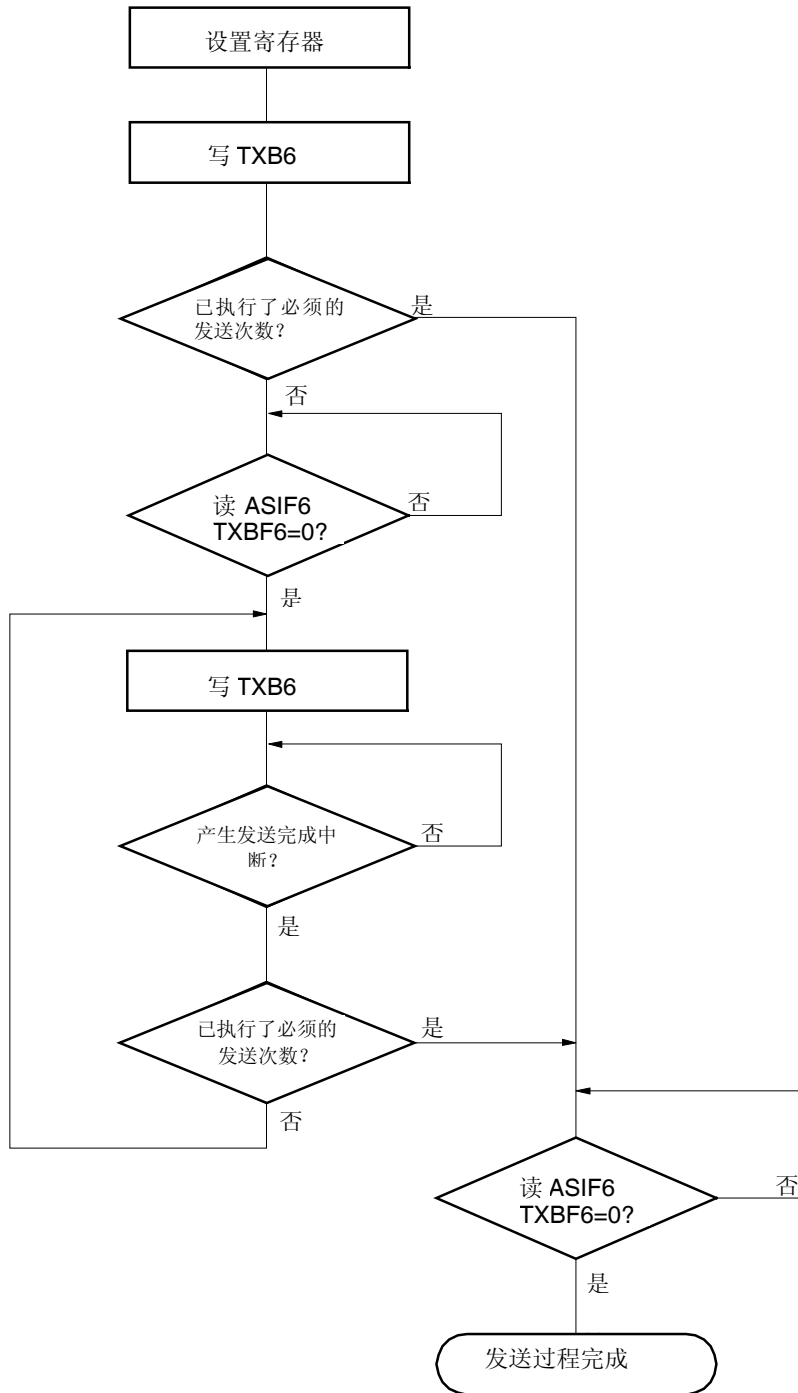 设置寄存器
写 TXB6
已执行了必须的
发送次数？
是
否
读 ASIF6
TXBF6=0?
否
是
写 TXB6
产生发送完成中
断？
否
是
已执行了必须的
发送次数？
是
否
读 ASIF6
TXBF6=0?
否
是
发送过程完成